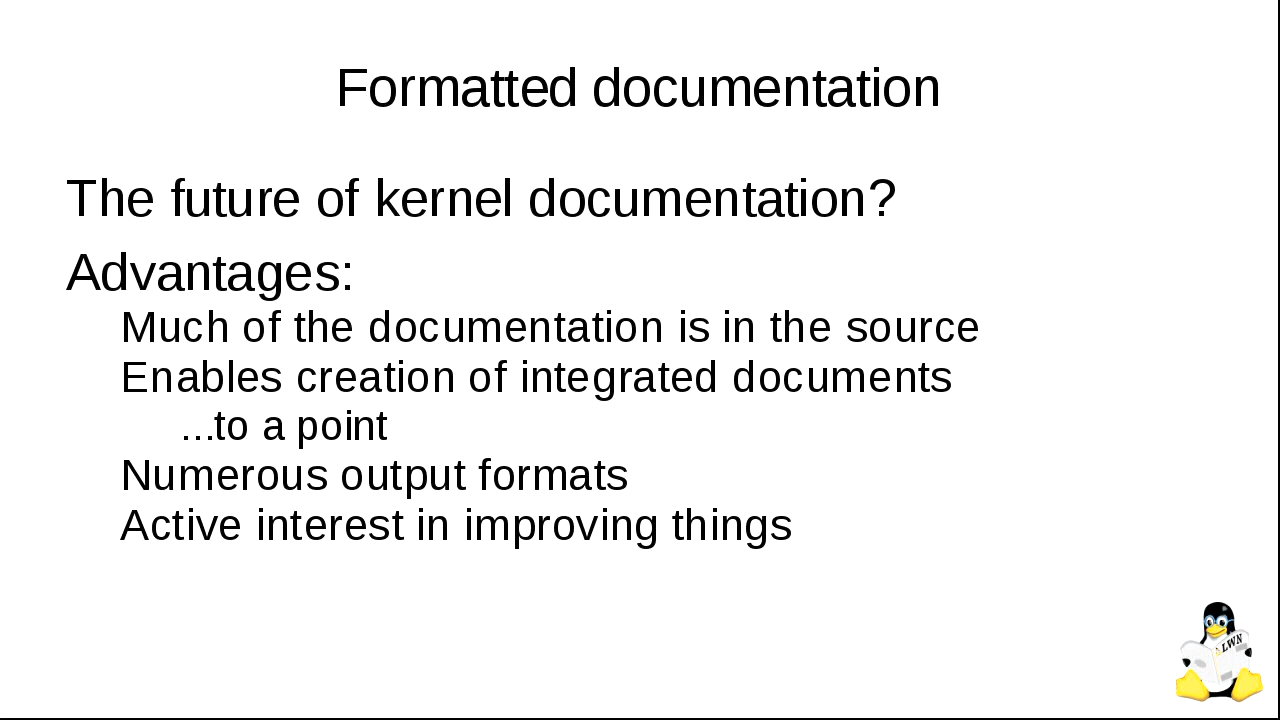 Formatted documentation
The future of kernel documentation?
Advantages:
Much of the documentation is in the source
Enables creation of integrated documents
...to a point
Numerous output formats
Active interest in improving things
LWN